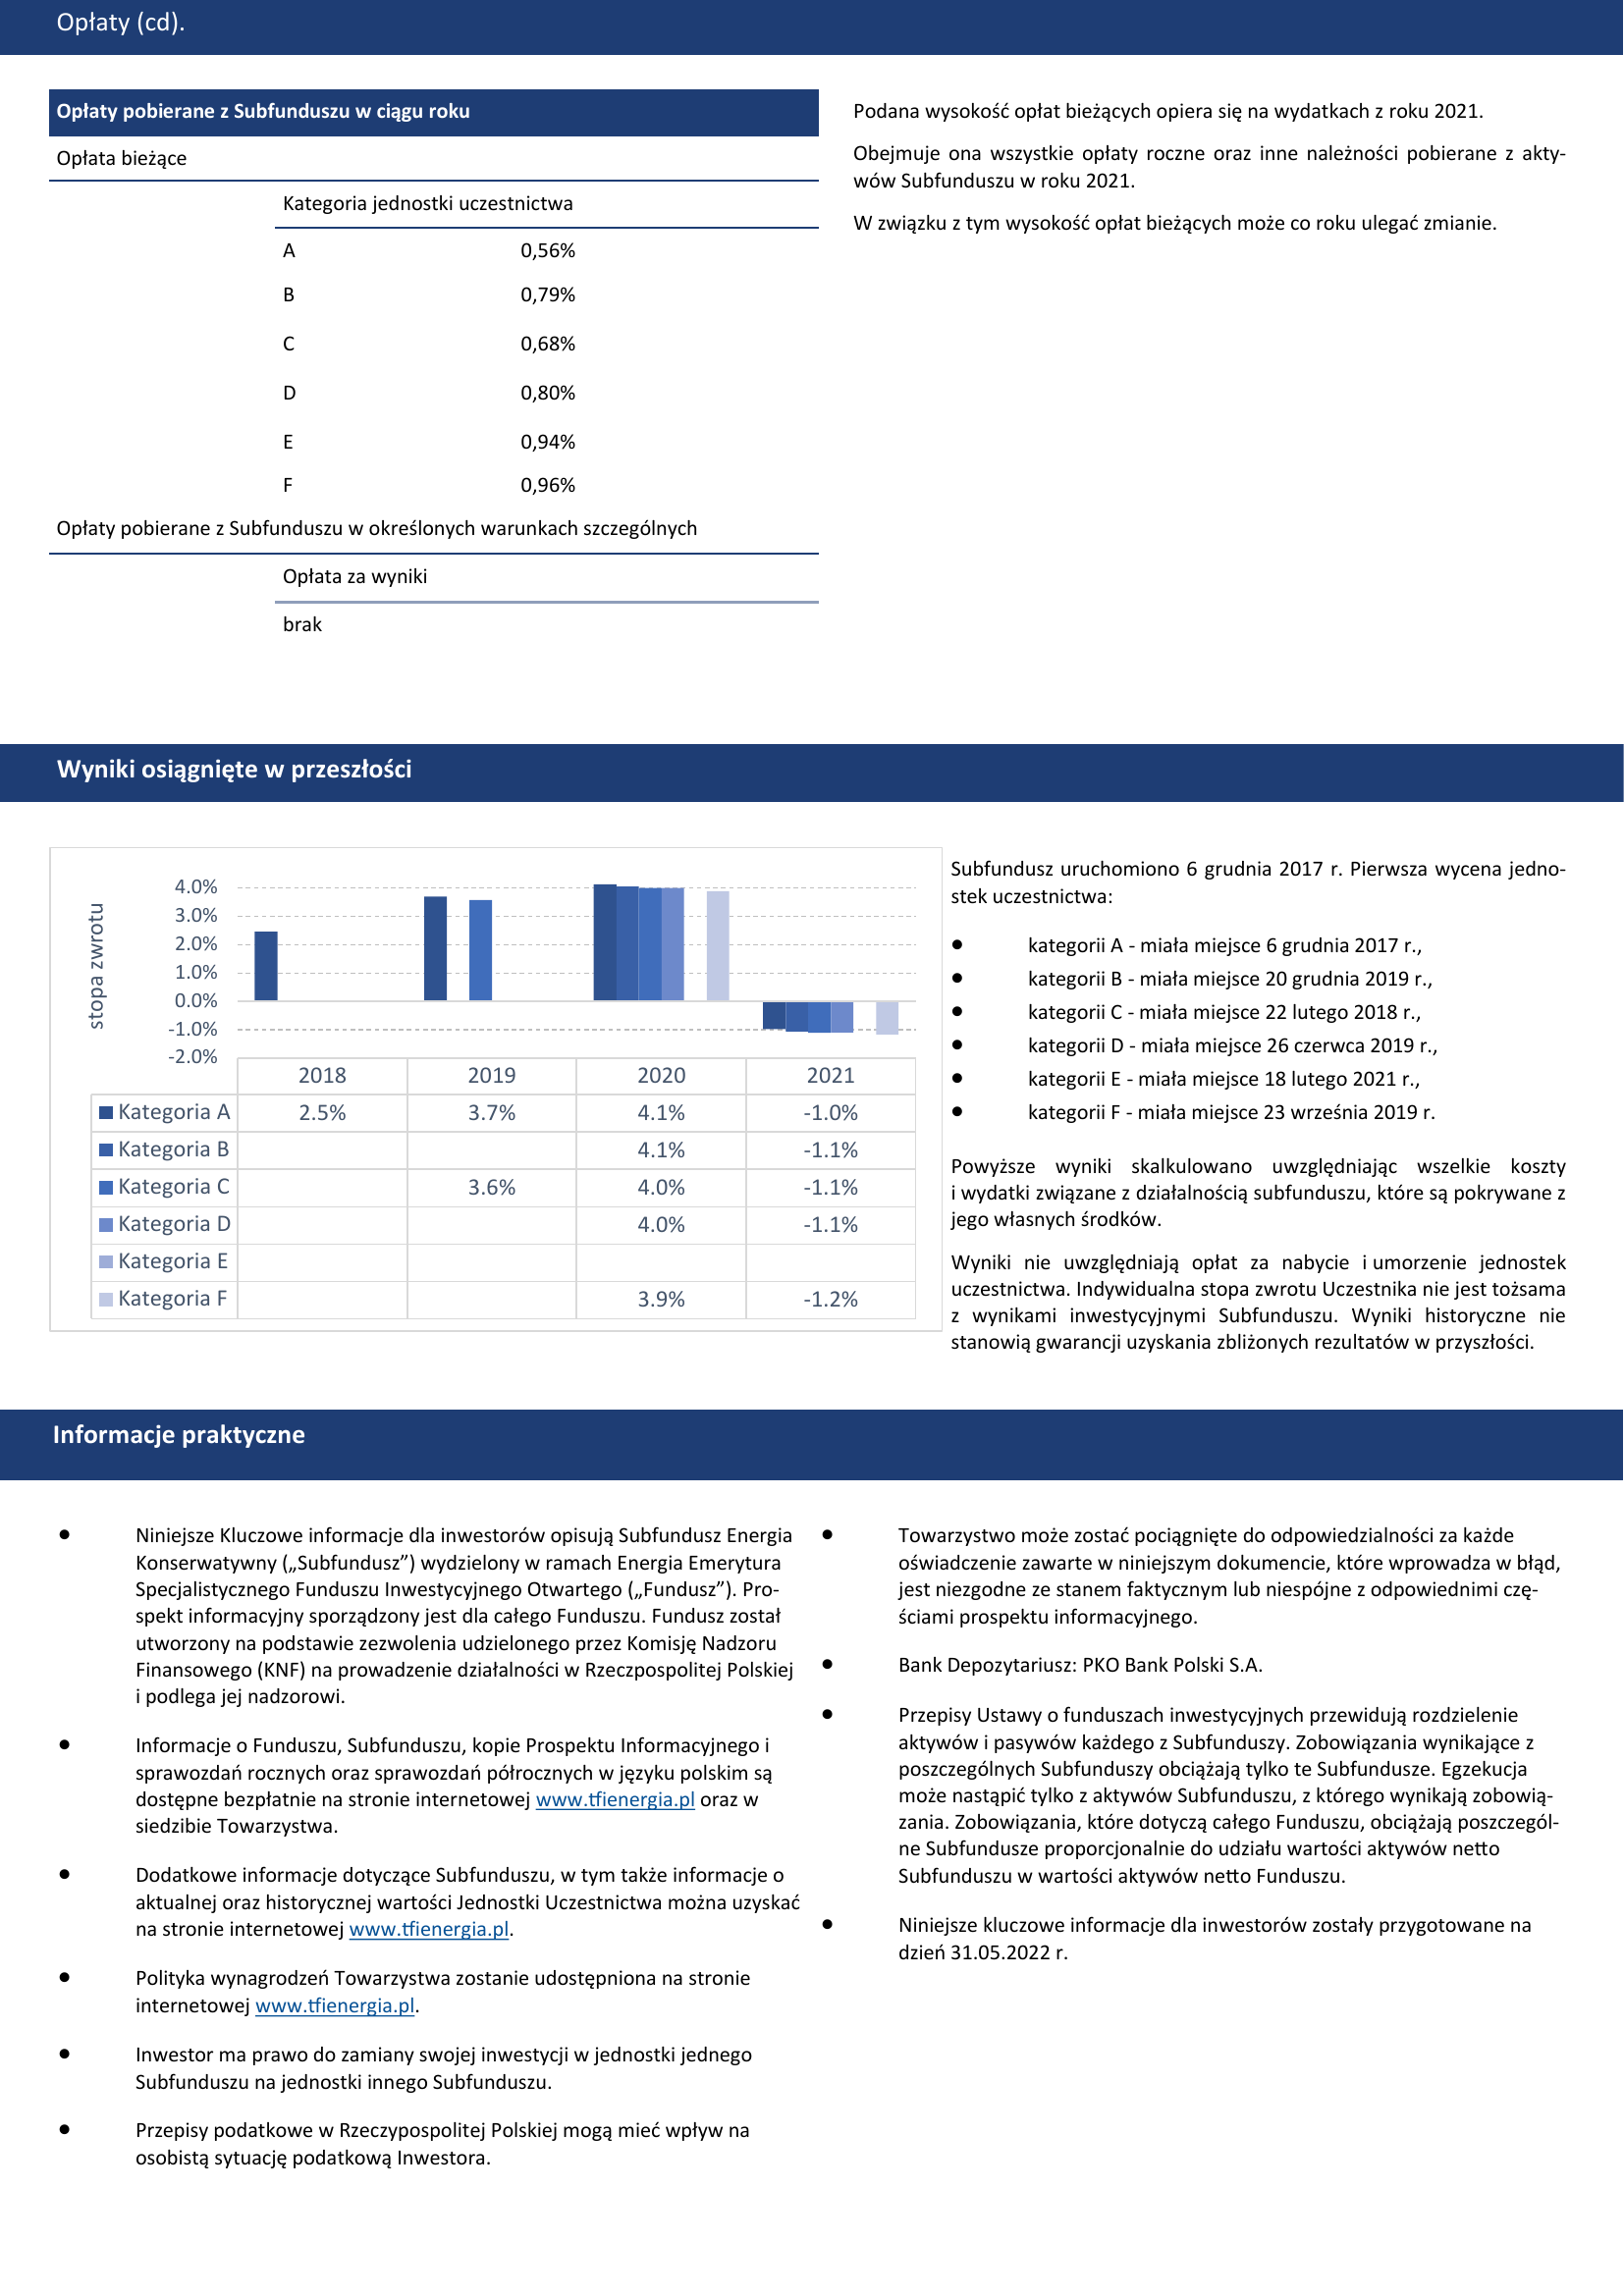 Opłaty (cd).
Opłaty pobierane z Subfunduszu w ciągu roku
Opłata bieżące
Kategoria jednostki uczestnictwa
A 0,56%
B 0,79%
C 0,68%
D 0,80%
E 0,94%
F 0,96%
Opłaty pobierane z Subfunduszu w określonych warunkach szczególnych
Opłata za wyniki
brak
Podana wysokość opłat bieżących opiera się na wydatkach z roku 2021.
Obejmuje ona wszystkie opłaty roczne oraz inne należności pobierane z akty-
wów Subfunduszu w roku 2021.
W związku z tym wysokość opłat bieżących może co roku ulegać zmianie.
Wyniki osiągnięte w przeszłości
stopa zwrotu
4.0%
3.0%
2.0%
1.0%
0.0%
-1.0%
-2.0%
2018 2019 2020 2021
Kategoria A 2.5% 3.7% 4.1% -1.0%
Kategoria B 4.1% -1.1%
Kategoria C 3.6% 4.0% -1.1%
Kategoria D 4.0% -1.1%
Kategoria E
Kategoria F 3.9% -1.2%
Subfundusz uruchomiono 6 grudnia 2017 r. Pierwsza wycena jedno-
stek uczestnictwa:
● kategorii A - miała miejsce 6 grudnia 2017 r.,
● kategorii B - miała miejsce 20 grudnia 2019 r.,
● kategorii C - miała miejsce 22 lutego 2018 r.,
● kategorii D - miała miejsce 26 czerwca 2019 r.,
● kategorii E - miała miejsce 18 lutego 2021 r.,
● kategorii F - miała miejsce 23 września 2019 r.
Powyższe wyniki skalkulowano uwzględniając wszelkie koszty
i wydatki związane z działalnością subfunduszu, które są pokrywane z
jego własnych środków.
Wyniki nie uwzględniają opłat za nabycie i umorzenie jednostek
uczestnictwa. Indywidualna stopa zwrotu Uczestnika nie jest tożsama
z wynikami inwestycyjnymi Subfunduszu. Wyniki historyczne nie
stanowią gwarancji uzyskania zbliżonych rezultatów w przyszłości.
Informacje praktyczne
● Niniejsze Kluczowe informacje dla inwestorów opisują Subfundusz Energia
Konserwatywny („Subfundusz”) wydzielony w ramach Energia Emerytura
Specjalistycznego Funduszu Inwestycyjnego Otwartego („Fundusz”). Pro-
spekt informacyjny sporządzony jest dla całego Funduszu. Fundusz został
utworzony na podstawie zezwolenia udzielonego przez Komisję Nadzoru
Finansowego (KNF) na prowadzenie działalności w Rzeczpospolitej Polskiej
i podlega jej nadzorowi.
● Informacje o Funduszu, Subfunduszu, kopie Prospektu Informacyjnego i
sprawozdań rocznych oraz sprawozdań półrocznych w języku polskim są
dostępne bezpłatnie na stronie internetowej www.tfienergia.pl oraz w
siedzibie Towarzystwa.
● Dodatkowe informacje dotyczące Subfunduszu, w tym także informacje o
aktualnej oraz historycznej wartości Jednostki Uczestnictwa można uzyskać
na stronie internetowej www.tfienergia.pl.
● Polityka wynagrodzeń Towarzystwa zostanie udostępniona na stronie
internetowej www.tfienergia.pl.
● Inwestor ma prawo do zamiany swojej inwestycji w jednostki jednego
Subfunduszu na jednostki innego Subfunduszu.
● Przepisy podatkowe w Rzeczypospolitej Polskiej mogą mieć wpływ na
osobistą sytuację podatkową Inwestora.
● Towarzystwo może zostać pociągnięte do odpowiedzialności za każde
oświadczenie zawarte w niniejszym dokumencie, które wprowadza w błąd,
jest niezgodne ze stanem faktycznym lub niespójne z odpowiednimi czę-
ściami prospektu informacyjnego.
● Bank Depozytariusz: PKO Bank Polski S.A.
● Przepisy Ustawy o funduszach inwestycyjnych przewidują rozdzielenie
aktywów i pasywów każdego z Subfunduszy. Zobowiązania wynikające z
poszczególnych Subfunduszy obciążają tylko te Subfundusze. Egzekucja
może nastąpić tylko z aktywów Subfunduszu, z którego wynikają zobowią-
zania. Zobowiązania, które dotyczą całego Funduszu, obciążają poszczegól-
ne Subfundusze proporcjonalnie do udziału wartości aktywów netto
Subfunduszu w wartości aktywów netto Funduszu.
● Niniejsze kluczowe informacje dla inwestorów zostały przygotowane na
dzień 31.05.2022 r.